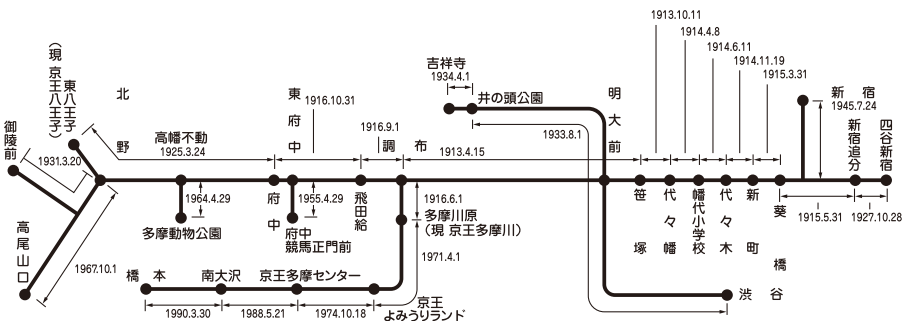 1913.10.11
1914.4.8
1914.6.11
1914.11.19
1915.3.31
吉祥寺
1934.4.1
井の頭公園
明大前
新宿
1945.7.24
新宿追分
四谷新宿
東八王子
(現 京王八王子)
北野
東府中
1916.10.31
1916.9.1
調布
1933.8.1
御陵前
1931.3.20
高幡不動
1925.3.24
1913.4.15
1964.4.29
1955.4.29
府中
飛田給
1916.6.1
多摩川原
(現 京王多摩川)
笹塚
代々幡
幡代小学校
代々木
新町
葵橋
1915.5.31
1927.10.28
多摩動物公園
府中
競馬正門前
高尾山口
1967.10.1
1971.4.1
橋本
南大沢
京王多摩センター
京王
よみうりランド
渋谷
1990.3.30
1988.5.21
1974.10.18